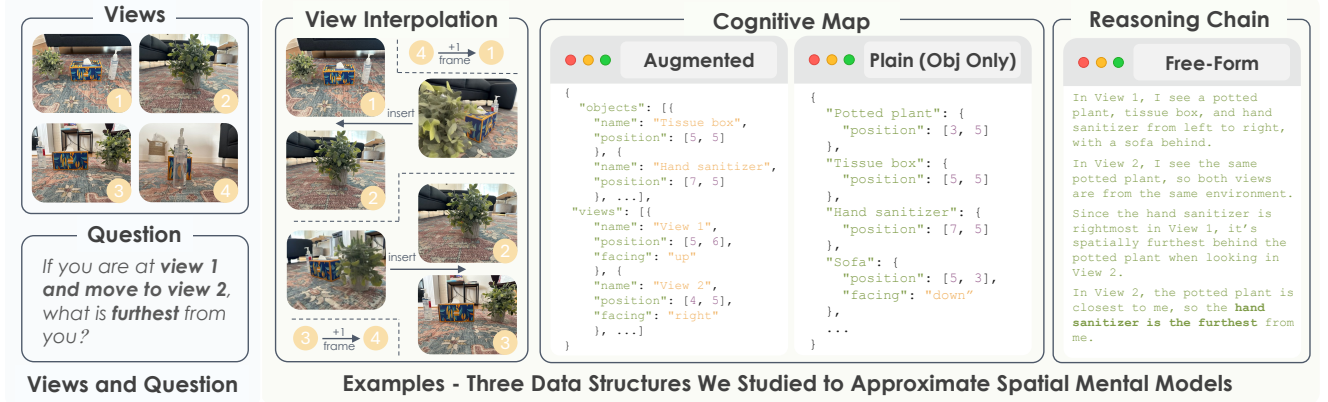 Views
1
2
3
4
Question
If you are at view 1
and move to view 2,
what is furthest from
you?
Views and Question
View Interpolation
4 +1 frame 1
1
insert
2
2
insert
3 +1 frame 4
3
Cognitive Map
Augmented
{
"objects": [{
"name": "Tissue box",
"position": [5, 5]
}, {
"name": "Hand sanitizer",
"position": [7, 5]
}, ...],
"views": [{
"name": "View 1",
"position": [5, 6],
"facing": "up"
}, {
"name": "View 2",
"position": [4, 5],
"facing": "right"
}, ...]
}
Plain (Obj Only)
{
"Potted plant": {
"position": [3, 5]
},
"Tissue box": {
"position": [5, 5]
},
"Hand sanitizer": {
"position": [7, 5]
},
"Sofa": {
"position": [5, 3],
"facing": "down”
},
...
}
Reasoning Chain
Free-Form
In View 1, I see a potted
plant, tissue box, and hand
sanitizer from left to right,
with a sofa behind.
In View 2, I see the same
potted plant, so both views
are from the same environment.
Since the hand sanitizer is
rightmost in View 1, it's
spatially furthest behind the
potted plant when looking in
View 2.
In View 2, the potted plant is
closest to me, so the hand
sanitizer is the furthest from
me.
Examples - Three Data Structures We Studied to Approximate Spatial Mental Models